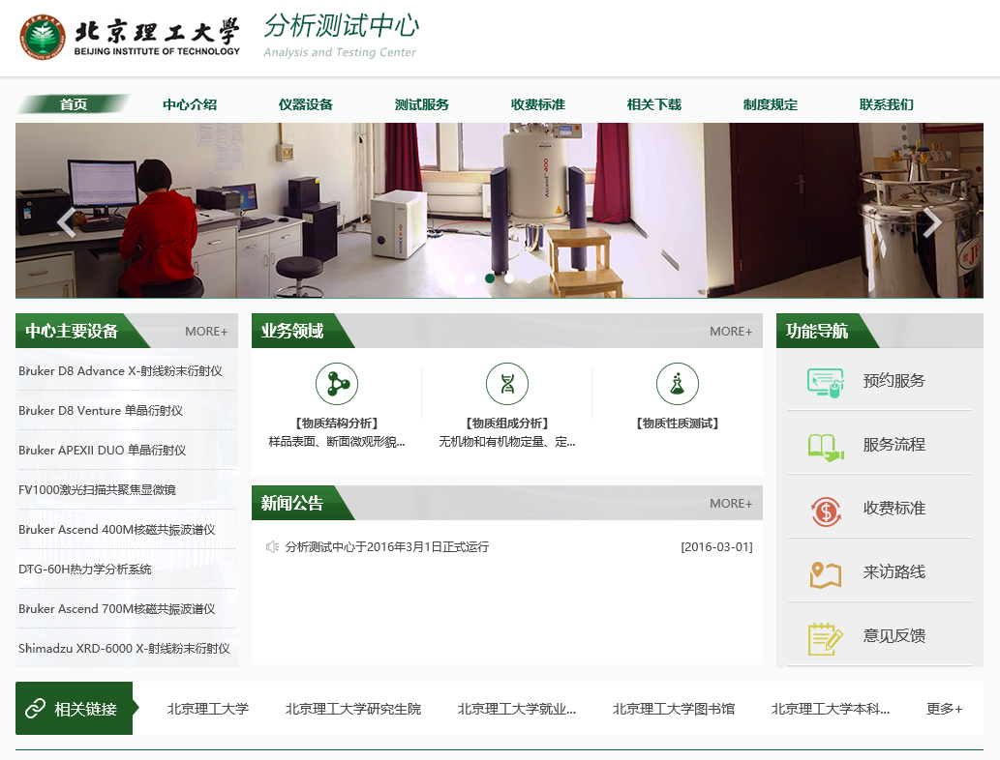 北京理工大学
BEIJING INSTITUTE OF TECHNOLOGY
分析测试中心
Analysis and Testing Center
首页 中心介绍 仪器设备 测试服务 收费标准 相关下载 制度规定 联系我们
Ascend 400
中心主要设备 MORE+
Bruker D8 Advance X-射线粉末衍射仪
Bruker D8 Venture 单晶衍射仪
Bruker APEXII DUO 单晶衍射仪
FV1000激光扫描共聚焦显微镜
Bruker Ascend 400M核磁共振波谱仪
DTG-60H热力学分析系统
Bruker Ascend 700M核磁共振波谱仪
Shimadzu XRD-6000 X-射线粉末衍射仪
业务领域 MORE+
【物质结构分析】
样品表面、断面微观形貌...
【物质组成分析】
无机物和有机物定量、定...
【物质性质测试】
新闻公告 MORE+
分析测试中心于2016年3月1日正式运行 [2016-03-01]
功能导航
预约服务
服务流程
收费标准
来访路线
意见反馈
相关链接 北京理工大学 北京理工大学研究生院 北京理工大学就业... 北京理工大学图书馆 北京理工大学本科... 更多+